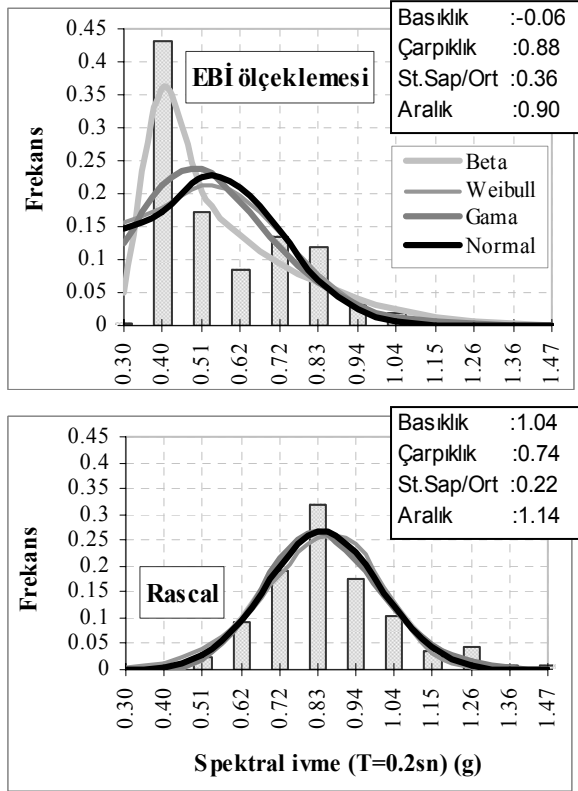 Basıklık :-0.06
Çarpıklık :0.88
St.Sap/Ort :0.36
Aralık :0.90
EBİ ölçeklemesi
Beta
Weibull
Gama
Normal
Frekans
0.45
0.4
0.35
0.3
0.25
0.2
0.15
0.1
0.05
0
0.30 0.40 0.51 0.62 0.72 0.83 0.94 1.04 1.15 1.26 1.36 1.47
Basıklık :1.04
Çarpıklık :0.74
St.Sap/Ort :0.22
Aralık :1.14
Rascal
Frekans
0.45
0.4
0.35
0.3
0.25
0.2
0.15
0.1
0.05
0
0.30 0.40 0.51 0.62 0.72 0.83 0.94 1.04 1.15 1.26 1.36 1.47
Spektral ivme (T=0.2sn) (g)